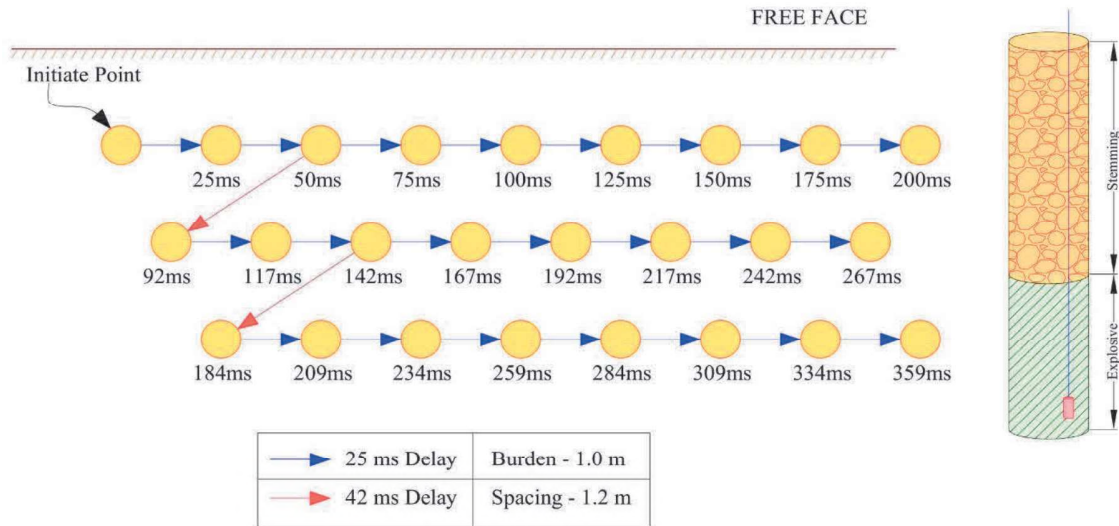 FREE FACE
Initiate Point
25ms 50ms 75ms 100ms 125ms 150ms 175ms 200ms
92ms 117ms 142ms 167ms 192ms 217ms 242ms 267ms
184ms 209ms 234ms 259ms 284ms 309ms 334ms 359ms
25 ms Delay Burden - 1.0 m
42 ms Delay Spacing - 1.2 m
Stemming
Explosive